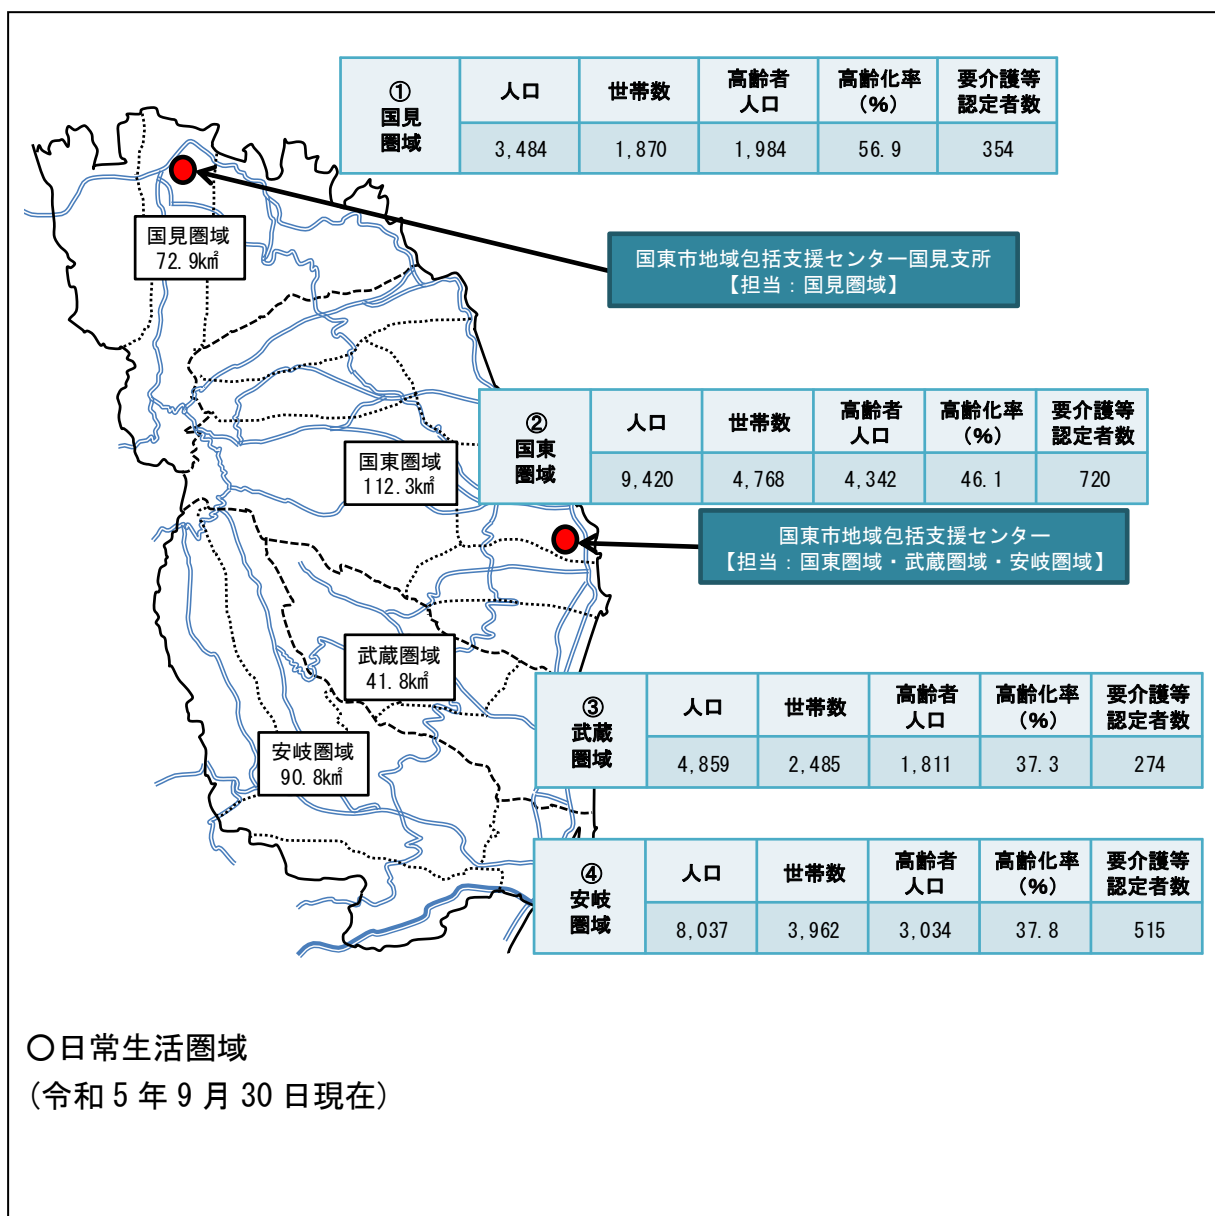 ①
国見
圏域
人口 世帯数 高齢者人口 高齢化率(%) 要介護等認定者数
3,484 1,870 1,984 56.9 354
国見圏域
72.9㎢
国東市地域包括支援センター国見支所
【担当:国見圏域】
②
国東
圏域
人口 世帯数 高齢者人口 高齢化率(%) 要介護等認定者数
9,420 4,768 4,342 46.1 720
国東圏域
112.3㎢
国東市地域包括支援センター
【担当:国東圏域・武蔵圏域・安岐圏域】
武蔵圏域
41.8㎢
③
武蔵
圏域
人口 世帯数 高齢者人口 高齢化率(%) 要介護等認定者数
4,859 2,485 1,811 37.3 274
安岐圏域
90.8㎢
④
安岐
圏域
人口 世帯数 高齢者人口 高齢化率(%) 要介護等認定者数
8,037 3,962 3,034 37.8 515
〇日常生活圏域
(令和5年9月30日現在)